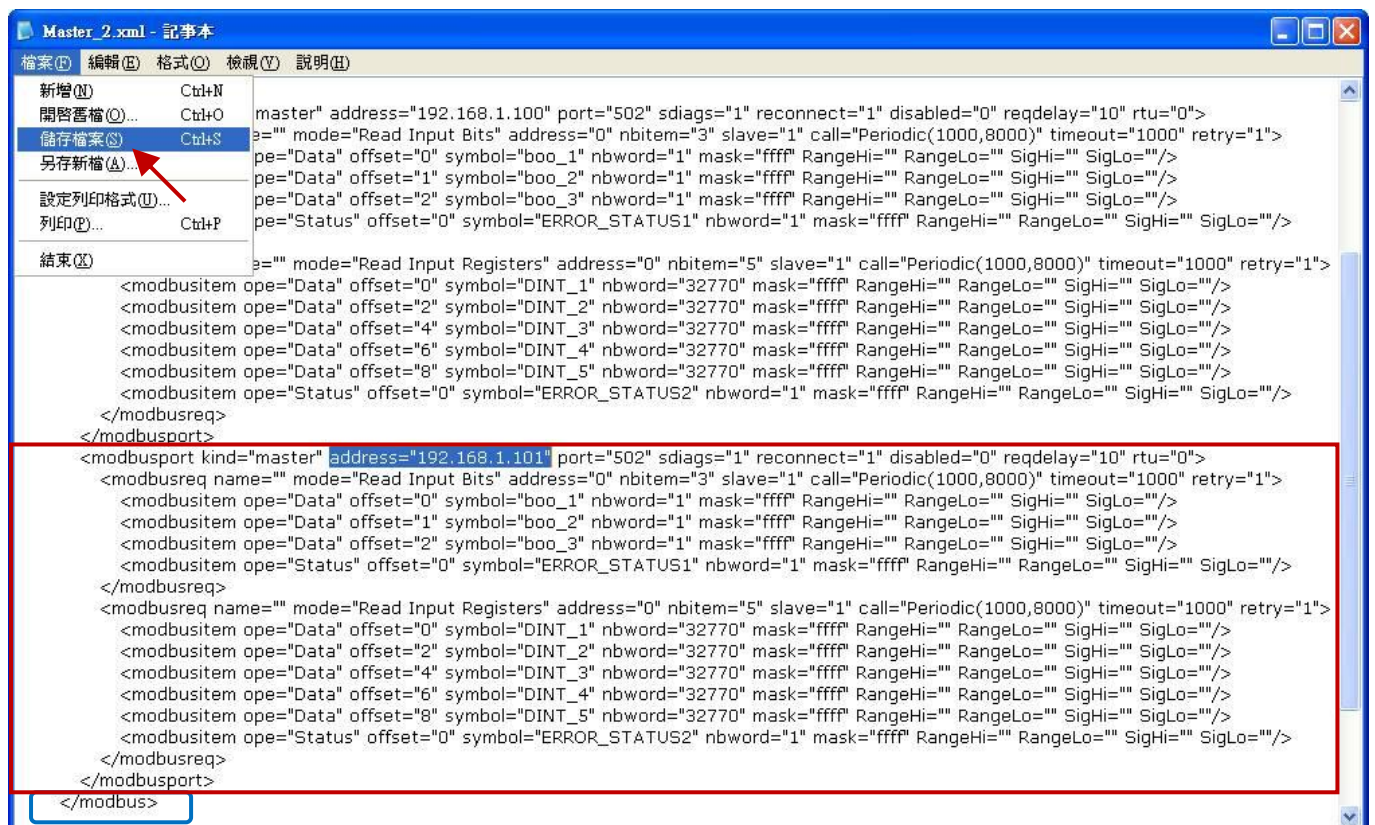 Master_2.xml - 記事本
檔案(F) 編輯(E) 格式(O) 檢視(V) 說明(H)
新增(N) Ctrl+N
開啓舊檔(O)... Ctrl+O
儲存檔案(S) Ctrl+S
另存新檔(A)...
設定列印格式(U)...
列印(P)... Ctrl+P
結束(X)
master" address="192.168.1.100" port="502" sdiags="1" reconnect="1" disabled="0" reqdelay="10" rtu="0">
e="" mode="Read Input Bits" address="0" nbitem="3" slave="1" call="Periodic(1000,8000)" timeout="1000" retry="1">
pe="Data" offset="0" symbol="boo_1" nbword="1" mask="ffff" RangeHi="" RangeLo="" SigHi="" SigLo=""/>
pe="Data" offset="1" symbol="boo_2" nbword="1" mask="ffff" RangeHi="" RangeLo="" SigHi="" SigLo=""/>
pe="Data" offset="2" symbol="boo_3" nbword="1" mask="ffff" RangeHi="" RangeLo="" SigHi="" SigLo=""/>
pe="Status" offset="0" symbol="ERROR_STATUS1" nbword="1" mask="ffff" RangeHi="" RangeLo="" SigHi="" SigLo=""/>
e="" mode="Read Input Registers" address="0" nbitem="5" slave="1" call="Periodic(1000,8000)" timeout="1000" retry="1">
<modbusitem ope="Data" offset="0" symbol="DINT_1" nbword="32770" mask="ffff" RangeHi="" RangeLo="" SigHi="" SigLo=""/>
<modbusitem ope="Data" offset="2" symbol="DINT_2" nbword="32770" mask="ffff" RangeHi="" RangeLo="" SigHi="" SigLo=""/>
<modbusitem ope="Data" offset="4" symbol="DINT_3" nbword="32770" mask="ffff" RangeHi="" RangeLo="" SigHi="" SigLo=""/>
<modbusitem ope="Data" offset="6" symbol="DINT_4" nbword="32770" mask="ffff" RangeHi="" RangeLo="" SigHi="" SigLo=""/>
<modbusitem ope="Data" offset="8" symbol="DINT_5" nbword="32770" mask="ffff" RangeHi="" RangeLo="" SigHi="" SigLo=""/>
<modbusitem ope="Status" offset="0" symbol="ERROR_STATUS2" nbword="1" mask="ffff" RangeHi="" RangeLo="" SigHi="" SigLo=""/>
</modbusreq>
</modbusport>
<modbusport kind="master" address="192.168.1.101" port="502" sdiags="1" reconnect="1" disabled="0" reqdelay="10" rtu="0">
<modbusreq name="" mode="Read Input Bits" address="0" nbitem="3" slave="1" call="Periodic(1000,8000)" timeout="1000" retry="1">
<modbusitem ope="Data" offset="0" symbol="boo_1" nbword="1" mask="ffff" RangeHi="" RangeLo="" SigHi="" SigLo=""/>
<modbusitem ope="Data" offset="1" symbol="boo_2" nbword="1" mask="ffff" RangeHi="" RangeLo="" SigHi="" SigLo=""/>
<modbusitem ope="Data" offset="2" symbol="boo_3" nbword="1" mask="ffff" RangeHi="" RangeLo="" SigHi="" SigLo=""/>
<modbusitem ope="Status" offset="0" symbol="ERROR_STATUS1" nbword="1" mask="ffff" RangeHi="" RangeLo="" SigHi="" SigLo=""/>
</modbusreq>
<modbusreq name="" mode="Read Input Registers" address="0" nbitem="5" slave="1" call="Periodic(1000,8000)" timeout="1000" retry="1">
<modbusitem ope="Data" offset="0" symbol="DINT_1" nbword="32770" mask="ffff" RangeHi="" RangeLo="" SigHi="" SigLo=""/>
<modbusitem ope="Data" offset="2" symbol="DINT_2" nbword="32770" mask="ffff" RangeHi="" RangeLo="" SigHi="" SigLo=""/>
<modbusitem ope="Data" offset="4" symbol="DINT_3" nbword="32770" mask="ffff" RangeHi="" RangeLo="" SigHi="" SigLo=""/>
<modbusitem ope="Data" offset="6" symbol="DINT_4" nbword="32770" mask="ffff" RangeHi="" RangeLo="" SigHi="" SigLo=""/>
<modbusitem ope="Data" offset="8" symbol="DINT_5" nbword="32770" mask="ffff" RangeHi="" RangeLo="" SigHi="" SigLo=""/>
<modbusitem ope="Status" offset="0" symbol="ERROR_STATUS2" nbword="1" mask="ffff" RangeHi="" RangeLo="" SigHi="" SigLo=""/>
</modbusreq>
</modbusport>
</modbus>